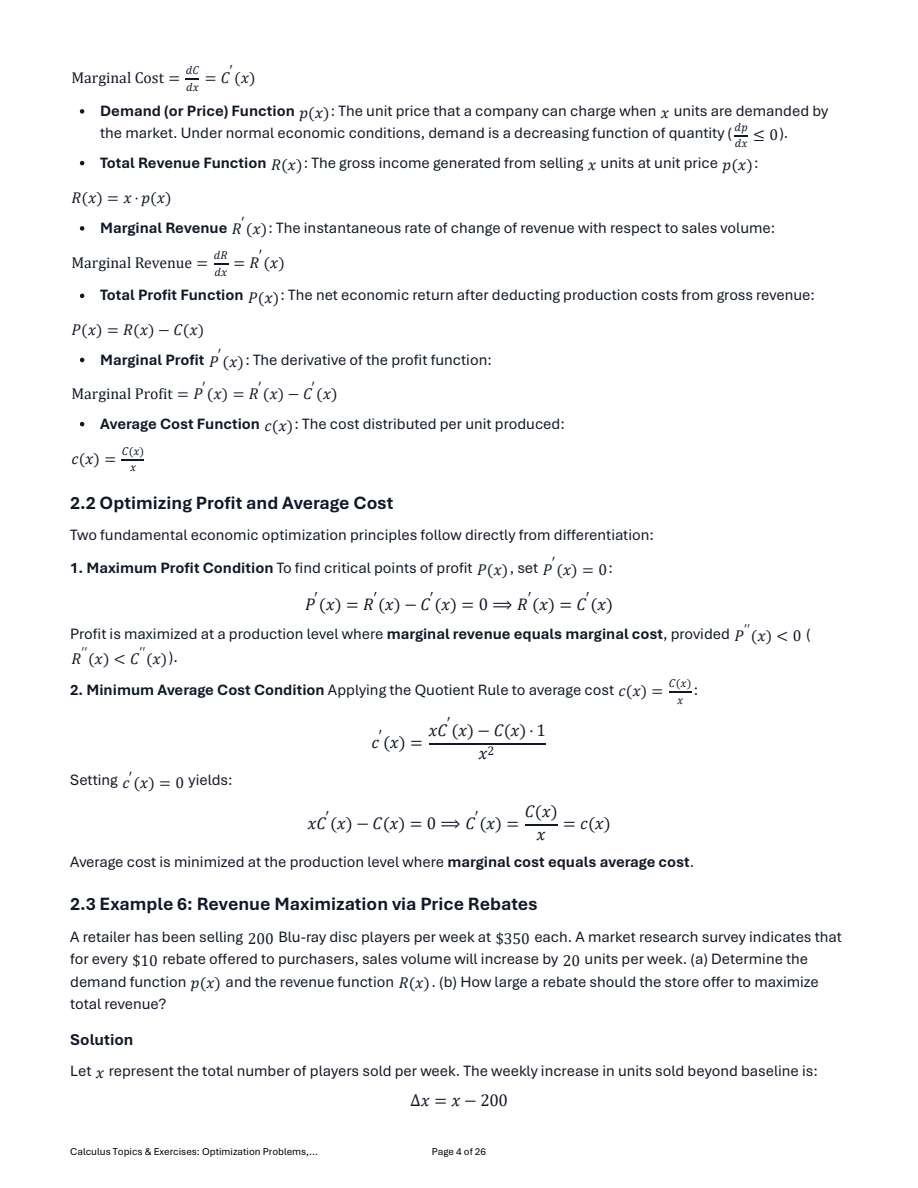 Marginal Cost = dC/dx = C′(x)
• Demand (or Price) Function p(x): The unit price that a company can charge when x units are demanded by
the market. Under normal economic conditions, demand is a decreasing function of quantity (dp/dx ≤ 0).
• Total Revenue Function R(x): The gross income generated from selling x units at unit price p(x):
R(x) = x · p(x)
• Marginal Revenue R′(x): The instantaneous rate of change of revenue with respect to sales volume:
Marginal Revenue = dR/dx = R′(x)
• Total Profit Function P(x): The net economic return after deducting production costs from gross revenue:
P(x) = R(x) − C(x)
• Marginal Profit P′(x): The derivative of the profit function:
Marginal Profit = P′(x) = R′(x) − C′(x)
• Average Cost Function c(x): The cost distributed per unit produced:
c(x) = C(x)/x
2.2 Optimizing Profit and Average Cost
Two fundamental economic optimization principles follow directly from differentiation:
1. Maximum Profit Condition To find critical points of profit P(x), set P′(x) = 0:
P′(x) = R′(x) − C′(x) = 0 ⟹ R′(x) = C′(x)
Profit is maximized at a production level where marginal revenue equals marginal cost, provided P″(x) < 0 (
R″(x) < C″(x)).
2. Minimum Average Cost Condition Applying the Quotient Rule to average cost c(x) = C(x)/x:
c′(x) = (xC′(x) − C(x) · 1)/x²
Setting c′(x) = 0 yields:
xC′(x) − C(x) = 0 ⟹ C′(x) = C(x)/x = c(x)
Average cost is minimized at the production level where marginal cost equals average cost.
2.3 Example 6: Revenue Maximization via Price Rebates
A retailer has been selling 200 Blu-ray disc players per week at $350 each. A market research survey indicates that
for every $10 rebate offered to purchasers, sales volume will increase by 20 units per week. (a) Determine the
demand function p(x) and the revenue function R(x). (b) How large a rebate should the store offer to maximize
total revenue?
Solution
Let x represent the total number of players sold per week. The weekly increase in units sold beyond baseline is:
Δx = x − 200
Calculus Topics & Exercises: Optimization Problems,... Page 4 of 26